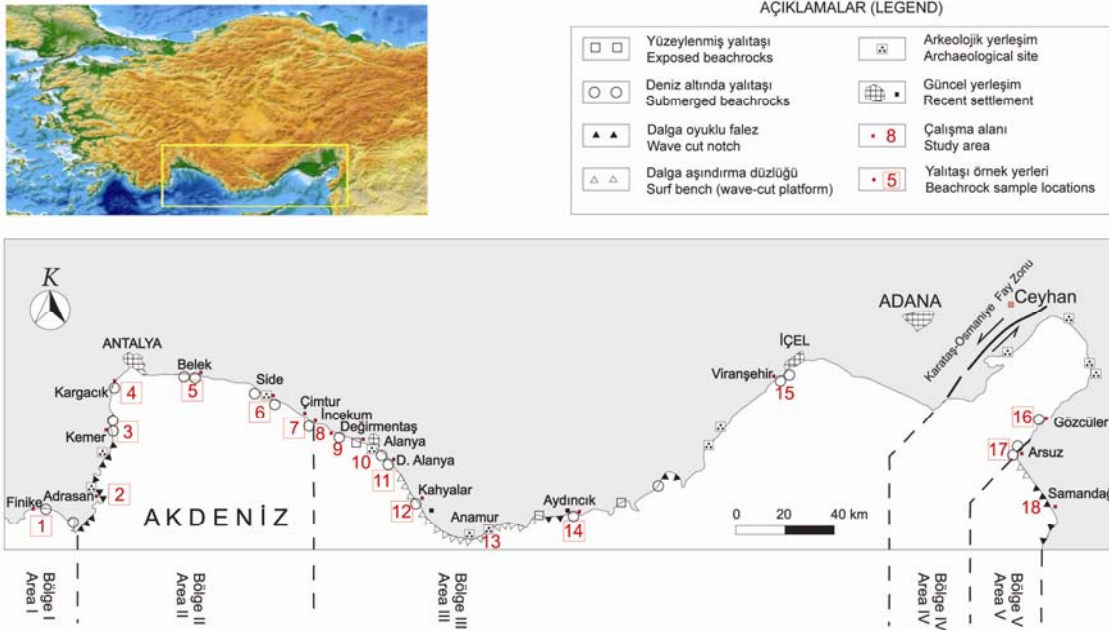 AÇIKLAMALAR (LEGEND)
Yüzeylenmiş yalıtaşı
Exposed beachrocks
Deniz altında yalıtaşı
Submerged beachrocks
Dalga oyuklu falez
Wave cut notch
Dalga aşındırma düzlüğü
Surf bench (wave-cut platform)
Arkeolojik yerleşim
Archaeological site
Güncel yerleşim
Recent settlement
8
Çalışma alanı
Study area
5
Yalıtaşı örnek yerleri
Beachrock sample locations
K
ANTALYA
Kargacık
4
Kemer
3
Adrasan
2
Finike
1
Belek
5
Side
6
Çimtur
7
İncekum
8
Değirmentaş
9
Alanya
10
D. Alanya
11
Kahyalar
12
Anamur
13
Aydıncık
14
Viranşehir
15
İÇEL
ADANA
Ceyhan
Karataş-Osmaniye Fay Zonu
16
Gözcüler
17
Arsuz
Samandağ
18
AKDENİZ
0 20 40 km
Bölge I
Area I
Bölge II
Area II
Bölge III
Area III
Bölge IV
Area IV
Bölge V
Area V